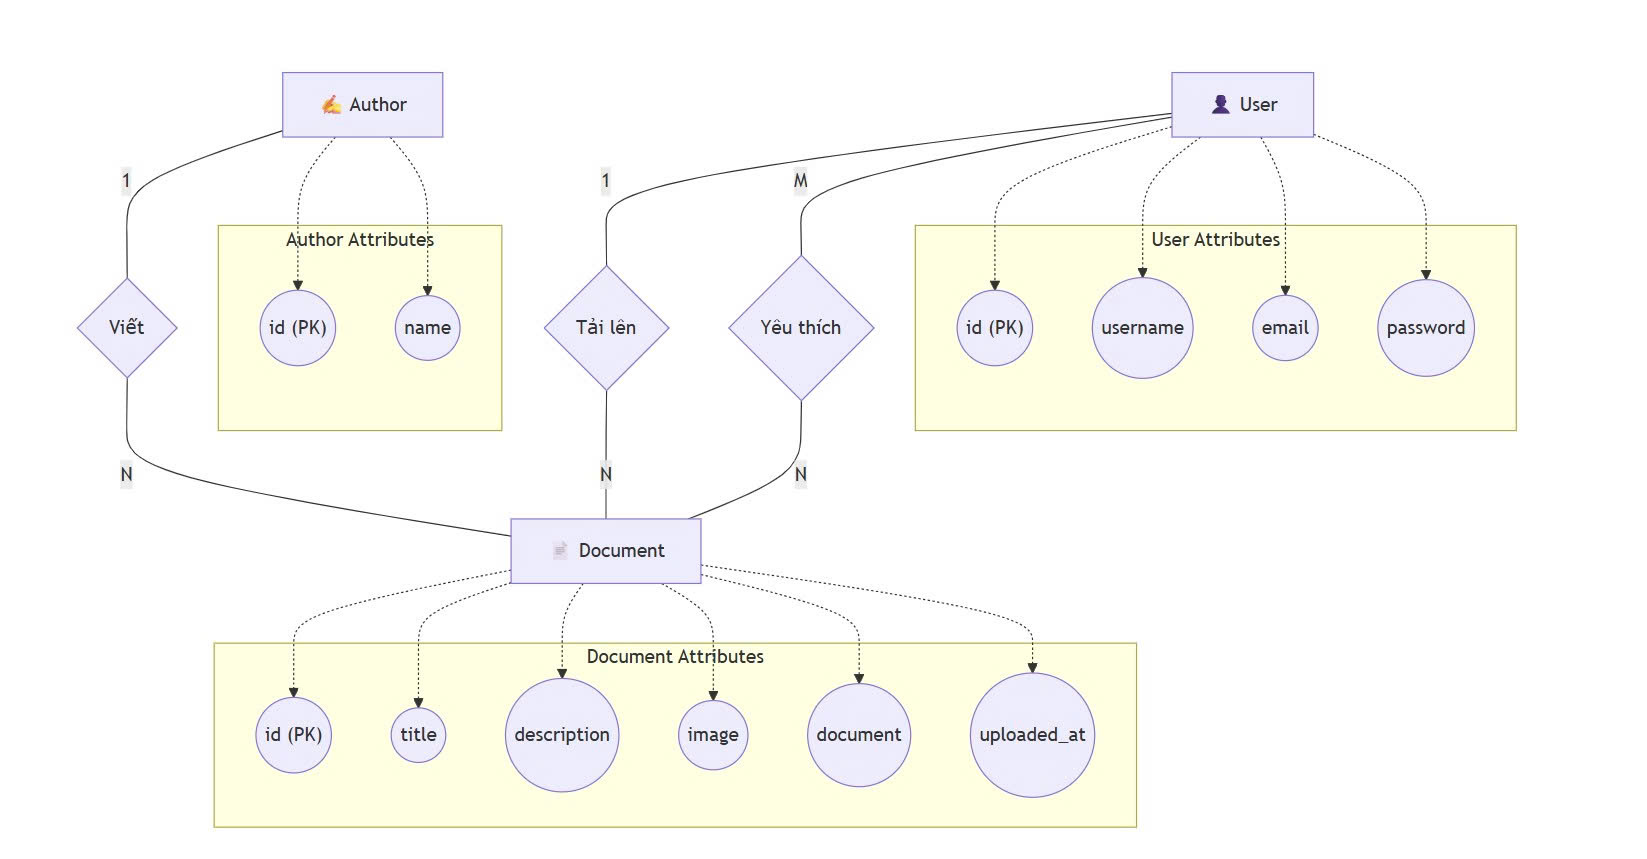 ✍️ Author
👤 User
1
1
M
Author Attributes
User Attributes
Viết
id (PK)
name
Tải lên
Yêu thích
id (PK)
username
email
password
N
N
N
📄 Document
Document Attributes
id (PK)
title
description
image
document
uploaded_at